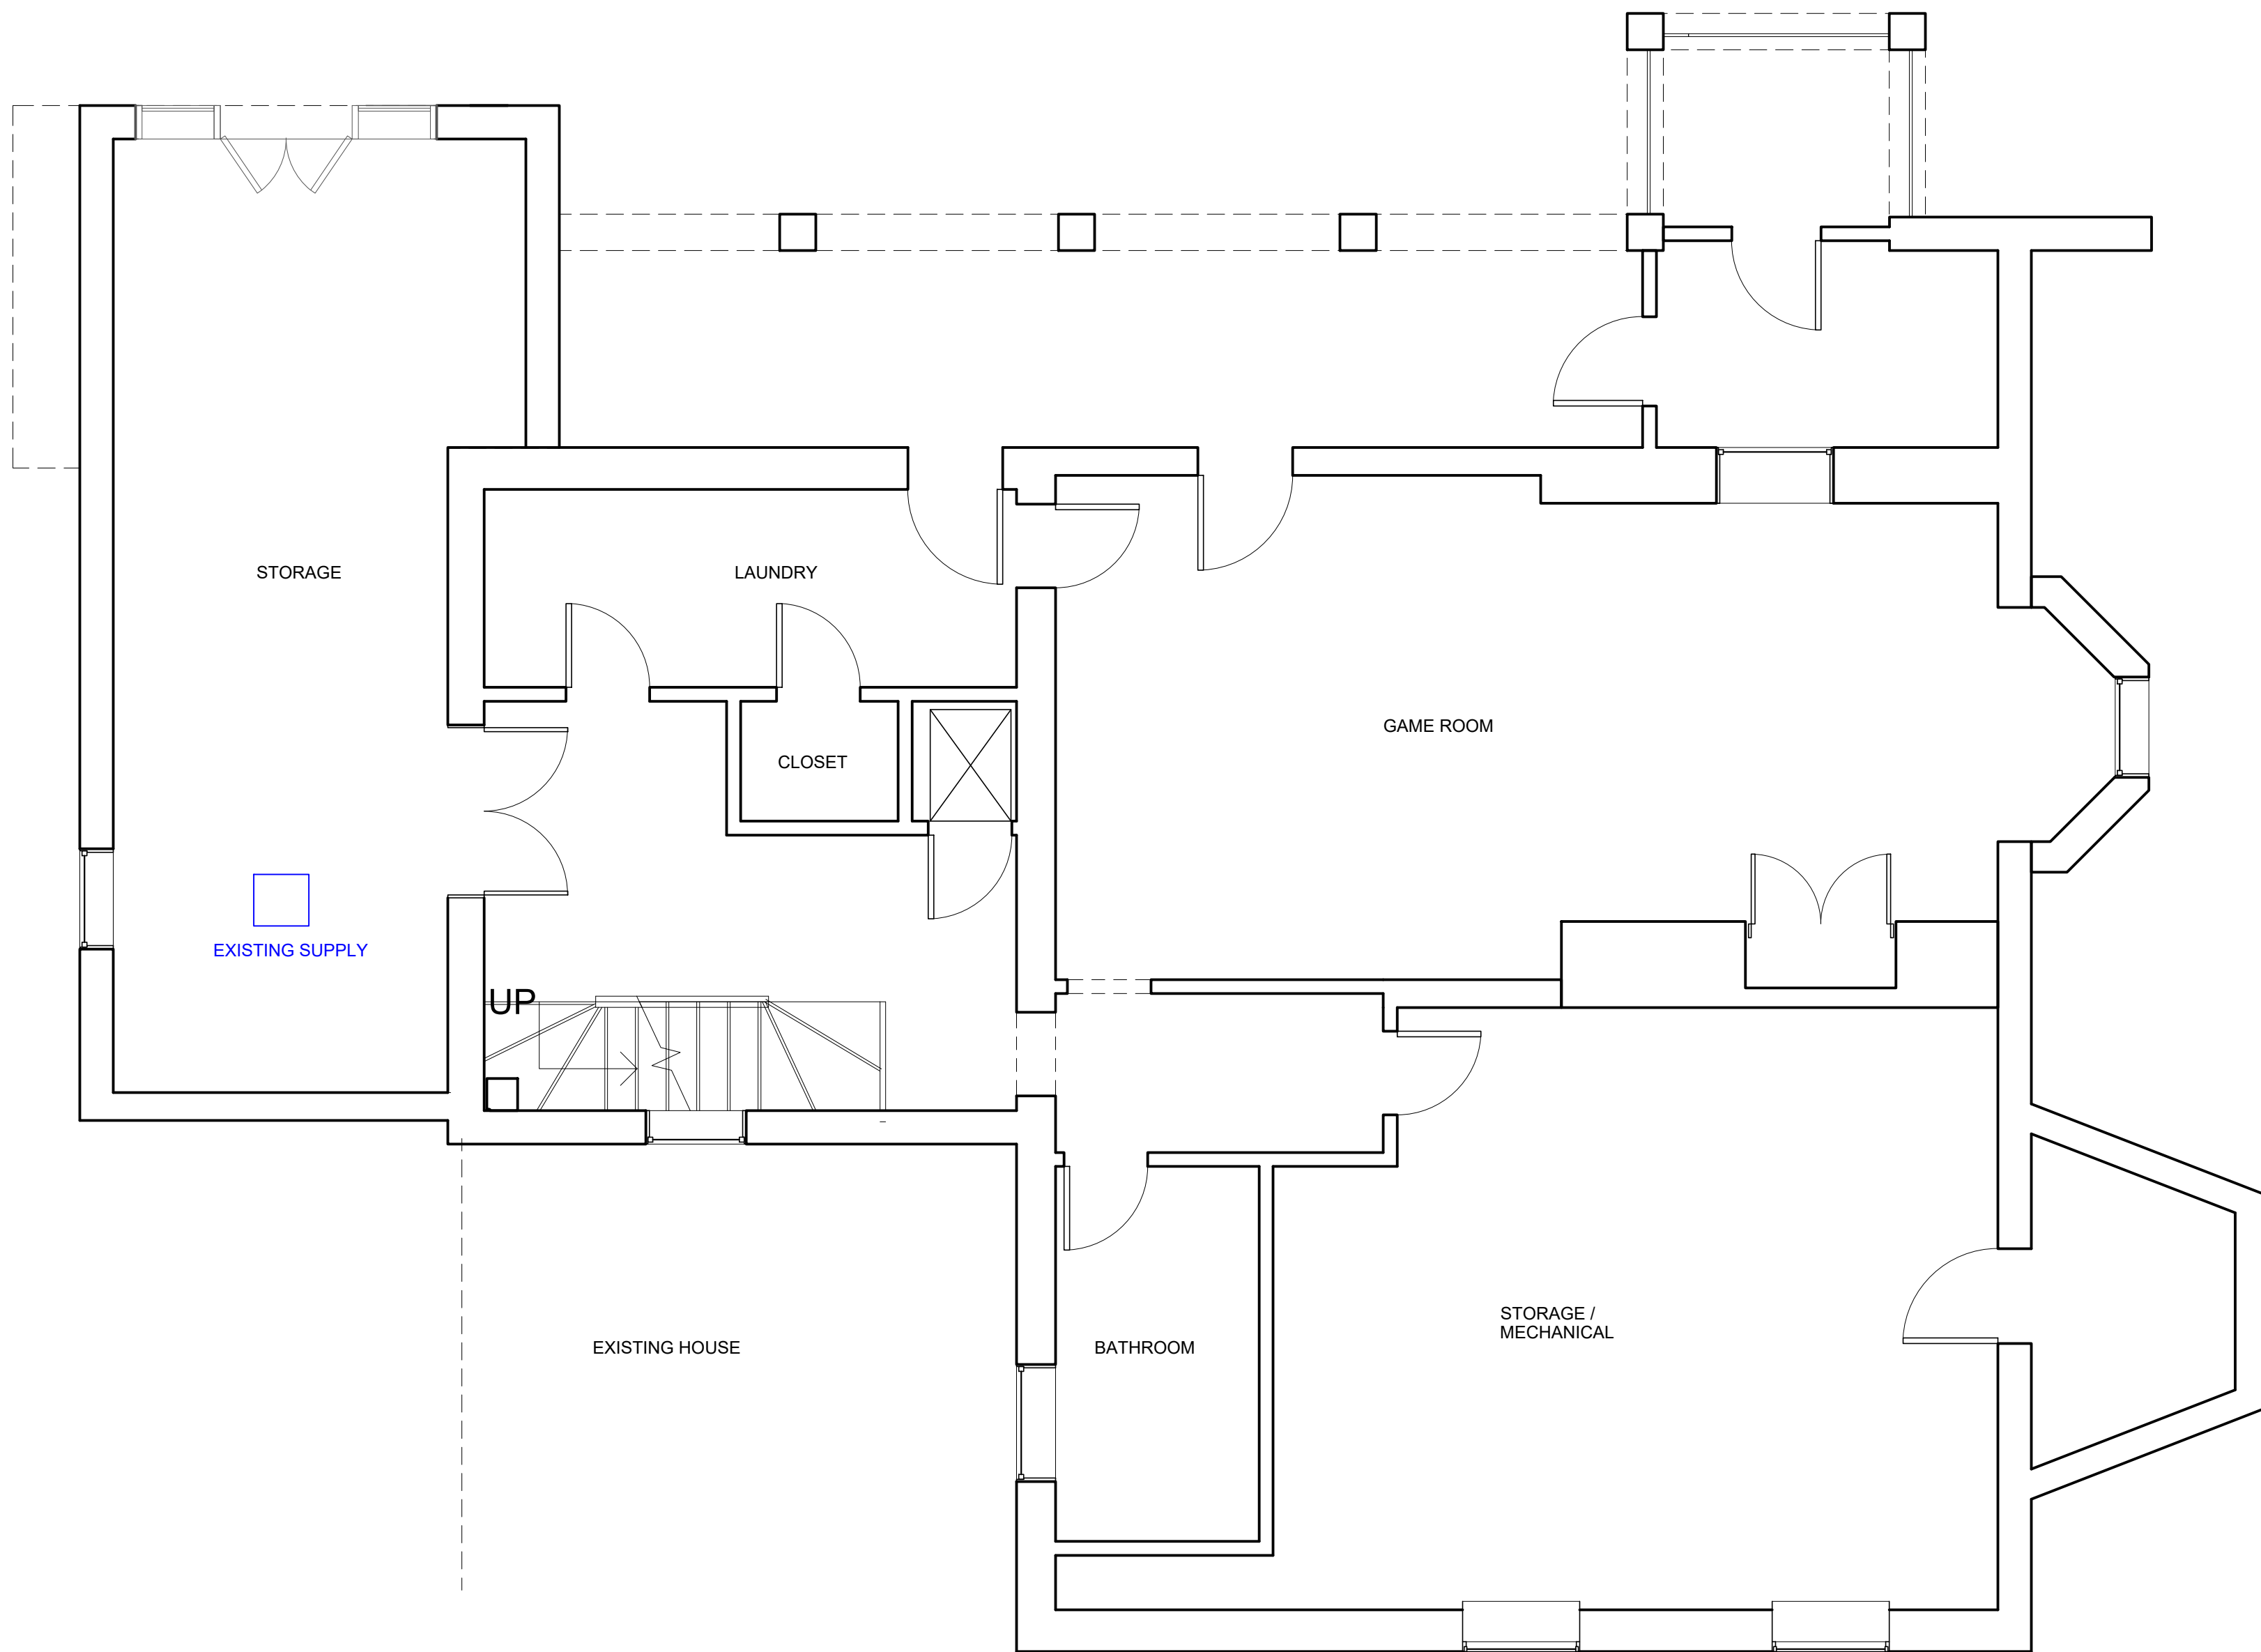 STORAGE
LAUNDRY
GAME ROOM
CLOSET
EXISTING SUPPLY
UP
STORAGE /
MECHANICAL
EXISTING HOUSE
BATHROOM